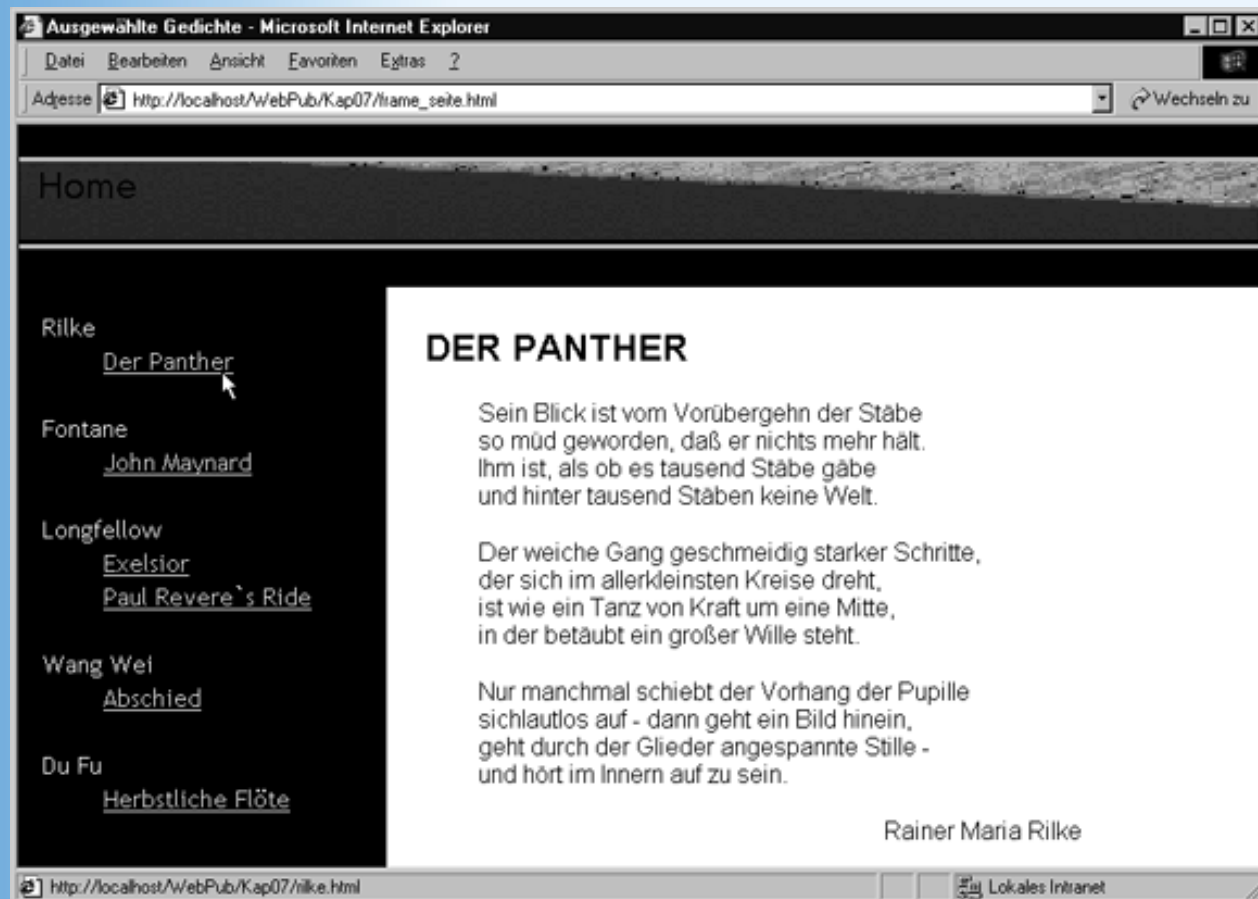 Ausgewählte Gedichte - Microsoft Internet Explorer
Datei Bearbeiten Ansicht Favoriten Extras ?
Adresse http://localhost/WebPub/Kap07/frame_seite.html Wechseln zu
Home
Rilke
Der Panther
Fontane
John Maynard
Longfellow
Exelsior
Paul Revere`s Ride
Wang Wei
Abschied
Du Fu
Herbstliche Flöte
DER PANTHER
Sein Blick ist vom Vorübergehn der Stäbe
so müd geworden, daß er nichts mehr hält.
Ihm ist, als ob es tausend Stäbe gäbe
und hinter tausend Stäben keine Welt.
Der weiche Gang geschmeidig starker Schritte,
der sich im allerkleinsten Kreise dreht,
ist wie ein Tanz von Kraft um eine Mitte,
in der betäubt ein großer Wille steht.
Nur manchmal schiebt der Vorhang der Pupille
sichlautlos auf - dann geht ein Bild hinein,
geht durch der Glieder angespannte Stille -
und hört im Innern auf zu sein.
Rainer Maria Rilke
http://localhost/WebPub/Kap07/rilke.html Lokales Intranet